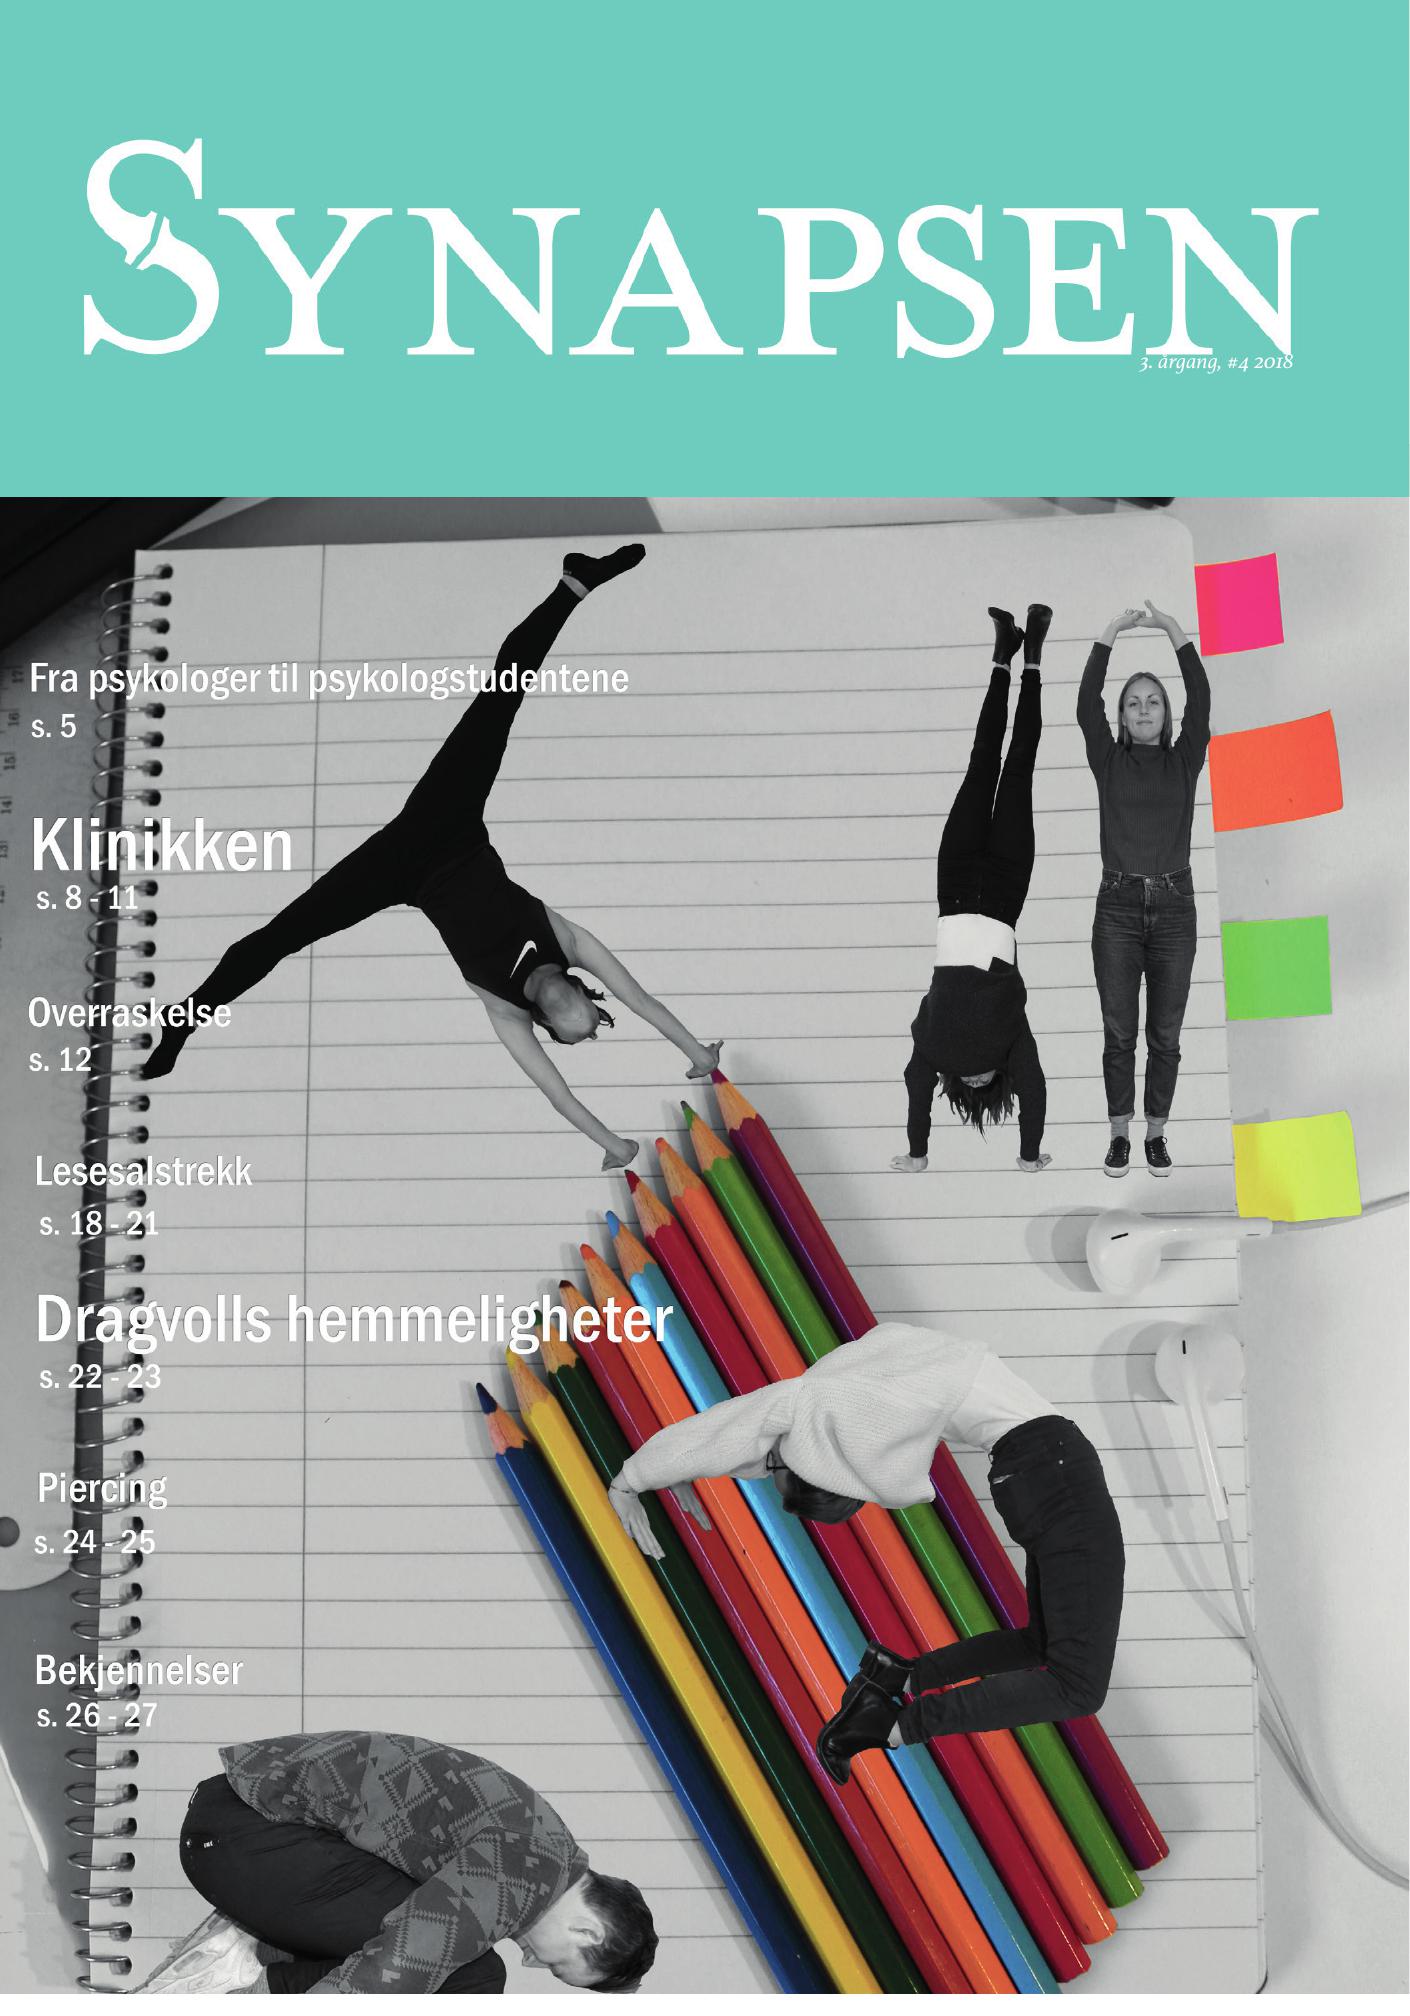 SYNAPSEN
3. årgang, #4 2018
Fra psykologer til psykologstudentene
s. 5
Klinikken
s. 8 - 11
Overraskelse
s. 12
Lesesalstrekk
s. 18 - 21
Dragvolls hemmeligheter
s. 22 - 23
Piercing
s. 24 - 25
Bekjennelser
s. 26 - 27